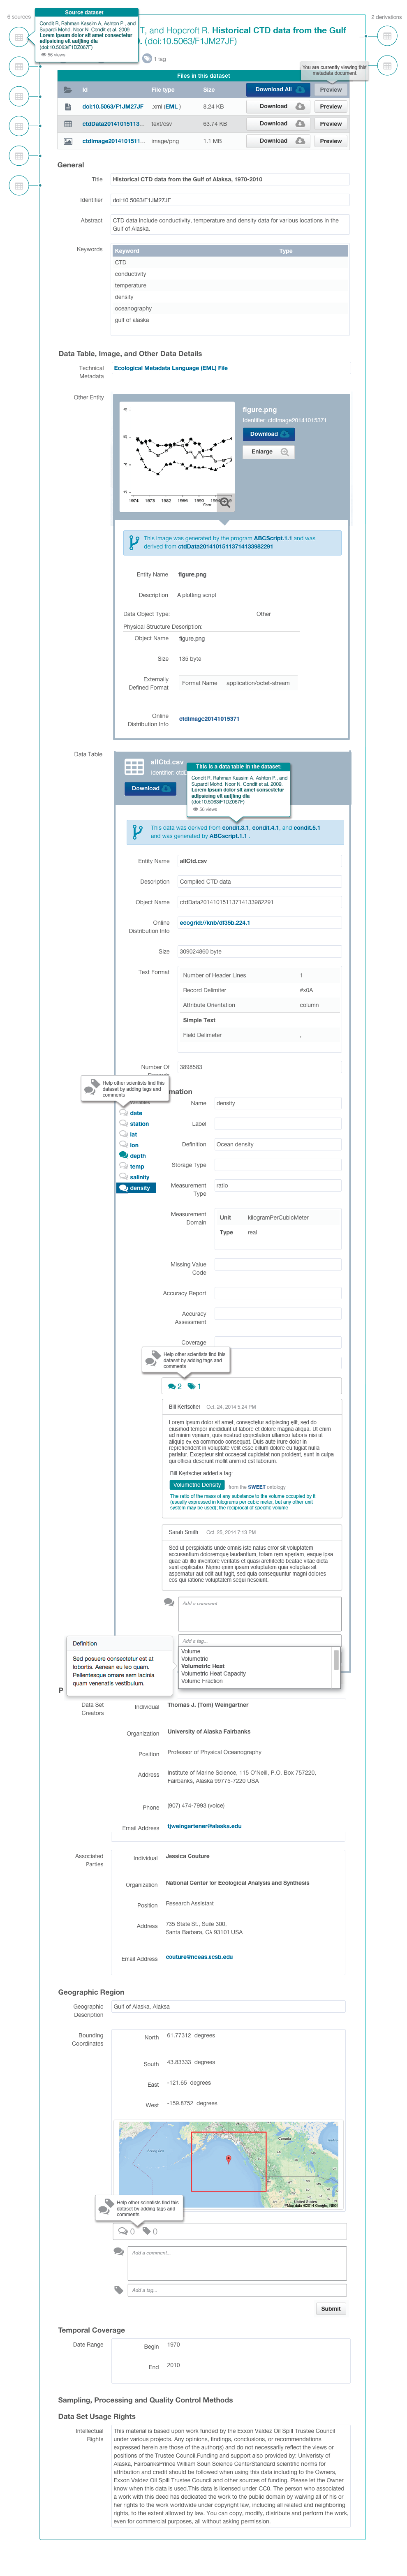 6 sources
Source dataset
Condit R, Rahman Kassim A, Ashton P., and
Supardi Mohd. Noor N. Condit et al. 2009.
Lorem ipsum dolor sit amet consectetur
adipiscing elit autjiing dia
(doi:10.5063/F1DZ067F)
56 views
2 derivations
T, and Hopcroft R. Historical CTD data from the Gulf
(doi:10.5063/F1JM27JF)
1 tag
You are currently viewing this
metadata document.
Files in this dataset
Id File type Size Download All Preview
doi:10.5063/F1JM27JF .xml (EML ) 8.24 KB Download Preview
ctdData20141015113... text/csv 63.74 KB Download Preview
ctdImage2014101511... image/png 1.1 MB Download Preview
General
Title Historical CTD data from the Gulf of Alaksa, 1970-2010
Identifier doi:10.5063/F1JM27JF
Abstract CTD data include conductity, temperature and density data for various locations in the
Gulf of Alaska.
Keywords Keyword Type
CTD
conductivity
temperature
density
oceanography
gulf of alaska
Data Table, Image, and Other Data Details
Technical
Metadata
Ecological Metadata Language (EML) File
Other Entity
figure.png
Identifier: ctdImage20141015371
Download
Enlarge
1974 1978 1982 1986 1990 1994
Year
This image was generated by the program ABCScript.1.1 and was
derived from ctdData20141015113714133982291
Entity Name figure.png
Description A plotting script
Data Object Type: Other
Physical Structure Description:
Object Name figure.png
Size 135 byte
Externally
Defined Format
Format Name application/octet-stream
Online
Distribution Info
ctdImage20141015371
Data Table
allCtd.csv
Identifier: ctd
Download
This is a data table in the dataset:
Condit R, Rahman Kassim A, Ashton P., and
Supardi Mohd. Noor N. Condit et al. 2009.
Lorem ipsum dolor sit amet consectetur
adipiscing elit autjiing dia
(doi:10.5063/F1DZ067F)
56 views
This data was derived from condit.3.1, condit.4.1, and condit.5.1
and was generated by ABCscript.1.1 .
Entity Name allCtd.csv
Description Compiled CTD data
Object Name ctdData20141015113714133982291
Online
Distribution Info
ecogrid://knb/df35b.224.1
Size 309024860 byte
Text Format
Number of Header Lines 1
Record Delimiter #x0A
Attribute Orientation column
Simple Text
Field Delimeter ,
Number Of
3898583
Help other scientists find this
dataset by adding tags and
comments
mation
date
station
lat
lon
depth
temp
salinity
density
Name density
Label
Definition Ocean density
Storage Type
Measurement
Type
ratio
Measurement
Domain
Unit kilogramPerCubicMeter
Type real
Missing Value
Code
Accuracy Report
Accuracy
Assessment
Coverage
Help other scientists find this
dataset by adding tags and
comments
2 1
Bill Kertscher Oct. 24, 2014 5:24 PM
Lorem ipsum dolor sit amet, consectetur adipisicing elit, sed do
eiusmod tempor incididunt ut labore et dolore magna aliqua. Ut enim
ad minim veniam, quis nostrud exercitation ullamco laboris nisi ut
aliquip ex ea commodo consequat. Duis aute irure dolor in
reprehenderit in voluptate velit esse cillum dolore eu fugiat nulla
pariatur. Excepteur sint occaecat cupidatat non proident, sunt in culpa
qui officia deserunt mollit anim id est laborum.
Bill Kertscher added a tag:
Volumetric Density from the SWEET ontology
The ratio of the mass of any substance to the volume occupied by it
(usually expressed in kilograms per cubic meter, but any other unit
system may be used); the reciprocal of specific volume
Sarah Smith Oct. 25, 2014 7:13 PM
Sed ut perspiciatis unde omnis iste natus error sit voluptatem
accusantium doloremque laudantium, totam rem aperiam, eaque ipsa
quae ab illo inventore veritatis et quasi architecto beatae vitae dicta
sunt explicabo. Nemo enim ipsam voluptatem quia voluptas sit
aspernatur aut odit aut fugit, sed quia consequuntur magni dolores
eos qui ratione voluptatem sequi nesciunt.
Add a comment...
Add a tag...
Volume
Volumetric
Volumetric Heat
Volumetric Heat Capacity
Volume Fraction
Definition
Sed posuere consectetur est at
lobortis. Aenean eu leo quam.
Pellentesque ornare sem lacinia
quam venenatis vestibulum.
Data Set
Creators
Individual Thomas J. (Tom) Weingartner
Organization University of Alaska Fairbanks
Position Professor of Physical Oceanography
Address Institute of Marine Science, 115 O'Neill, P.O. Box 757220,
Fairbanks, Alaska 99775-7220 USA
Phone (907) 474-7993 (voice)
Email Address tjweingartener@alaska.edu
Associated
Parties
Individual Jessica Couture
Organization National Center for Ecological Analysis and Synthesis
Position Research Assistant
Address 735 State St., Suite 300.
Santa Barbara, CA 93101 USA
Email Address couture@nceas.ucsb.edu
Geographic Region
Geographic
Description
Gulf of Alaska, Alaksa
Bounding
Coordinates
North 61.77312 degrees
South 43.83333 degrees
East -121.65 degrees
West -159.8752 degrees
Canada
United States
Map data ©2014 Google, INEGI
Help other scientists find this
dataset by adding tags and
comments
0 0
Add a comment...
Add a tag...
Submit
Temporal Coverage
Date Range Begin 1970
End 2010
Sampling, Processing and Quality Control Methods
Data Set Usage Rights
Intellectual
Rights
This material is based upon work funded by the Exxon Valdez Oil Spill Trustee Council
under various projects. Any opinions, findings, conclusions, or recommendations
expressed herein are those of the author(s) and do not necessarily reflect the views or
positions of the Trustee Council.Funding and support also provided by: Univeristy of
Alaska, FairbanksPrince William Soun Science CenterStandard scientific norms for
attribution and credit should be followed when using this data including to the Owners,
Exxon Valdez Oil Spill Trustee Council and other sources of funding. Please let the Owner
know when this data is used.This data is licensed under CC0. The person who associated
a work with this deed has dedicated the work to the public domain by waiving all of his
or her rights to the work worldwide under copyright law, including all related and neighboring
rights, to the extent allowed by law. You can copy, modify, distribute and perform the work,
even for commercial purposes, all without asking permission.